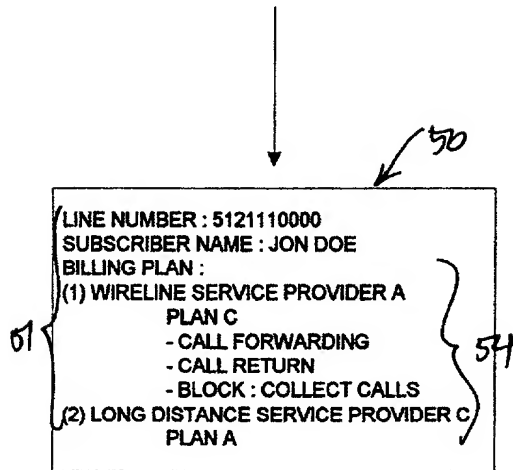 50
LINE NUMBER : 5121110000
SUBSCRIBER NAME : JON DOE
BILLING PLAN :
(1) WIRELINE SERVICE PROVIDER A
PLAN C
- CALL FORWARDING
- CALL RETURN
- BLOCK : COLLECT CALLS
(2) LONG DISTANCE SERVICE PROVIDER C
PLAN A
54